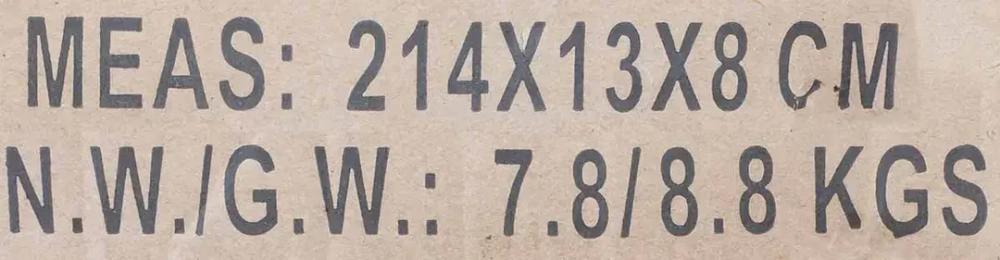 MEAS: 214X13X8 CM
N.W./G.W.: 7.8/8.8 KGS